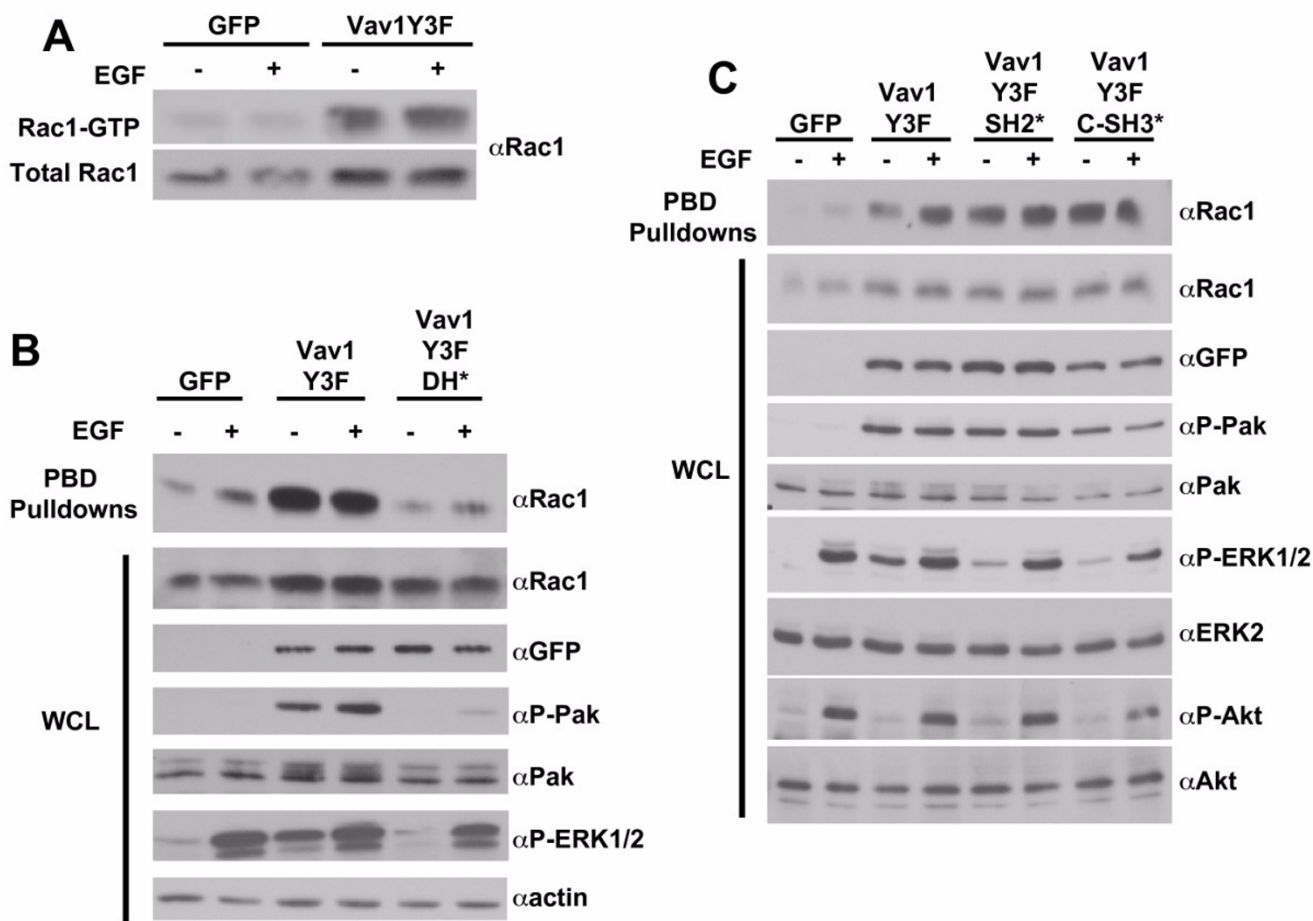 A
GFP Vav1Y3F
EGF - + - +
Rac1-GTP
Total Rac1
αRac1
B
GFP
Vav1
Y3F
Vav1
Y3F
DH*
EGF - + - + - +
PBD
Pulldowns
αRac1
WCL
αRac1
αGFP
αP-Pak
αPak
αP-ERK1/2
αactin
C
GFP
Vav1
Y3F
Vav1
Y3F
SH2*
Vav1
Y3F
C-SH3*
EGF - + - + - + - +
PBD
Pulldowns
αRac1
WCL
αRac1
αGFP
αP-Pak
αPak
αP-ERK1/2
αERK2
αP-Akt
αAkt